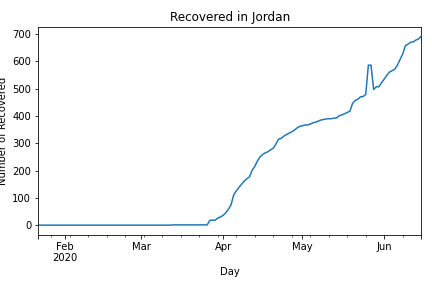 Recovered in Jordan
Number of Recovered
700
600
500
400
300
200
100
0
Feb
2020
Mar
Apr
May
Jun
Day